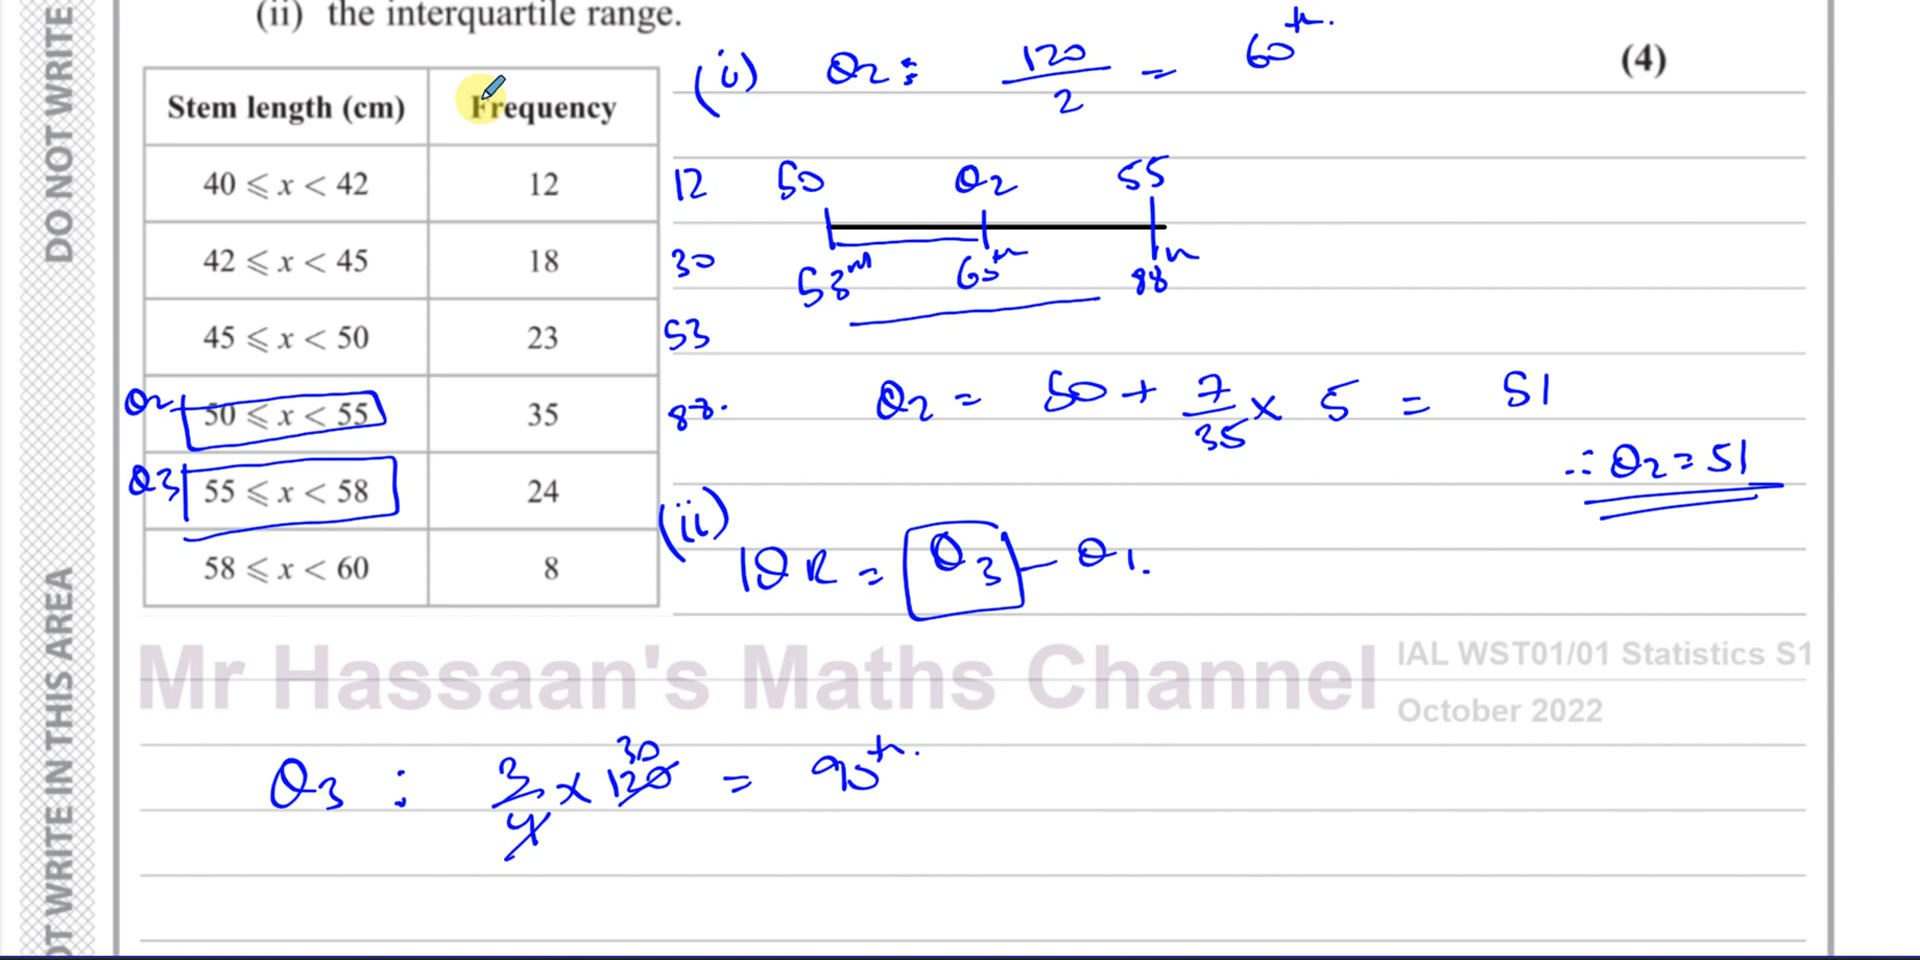 (ii) the interquartile range.
(4)
Stem length (cm) Frequency
40 ⩽ x < 42 12 12
42 ⩽ x < 45 18 30
45 ⩽ x < 50 23 53
Q2 50 ⩽ x < 55 35 88.
Q3 55 ⩽ x < 58 24
58 ⩽ x < 60 8
(i) Q2 : 120/2 = 60th.
50 Q2 55
53rd 60th 88th
Q2 = 50 + 7/35 × 5 = 51
∴ Q2 = 51
(ii)
IQR = Q3 - Q1.
Mr Hassaan's Maths Channel
IAL WST01/01 Statistics S1
October 2022
Q3 : 3/4 × 120 30 = 90th.
DO NOT WRITE
OT WRITE IN THIS AREA